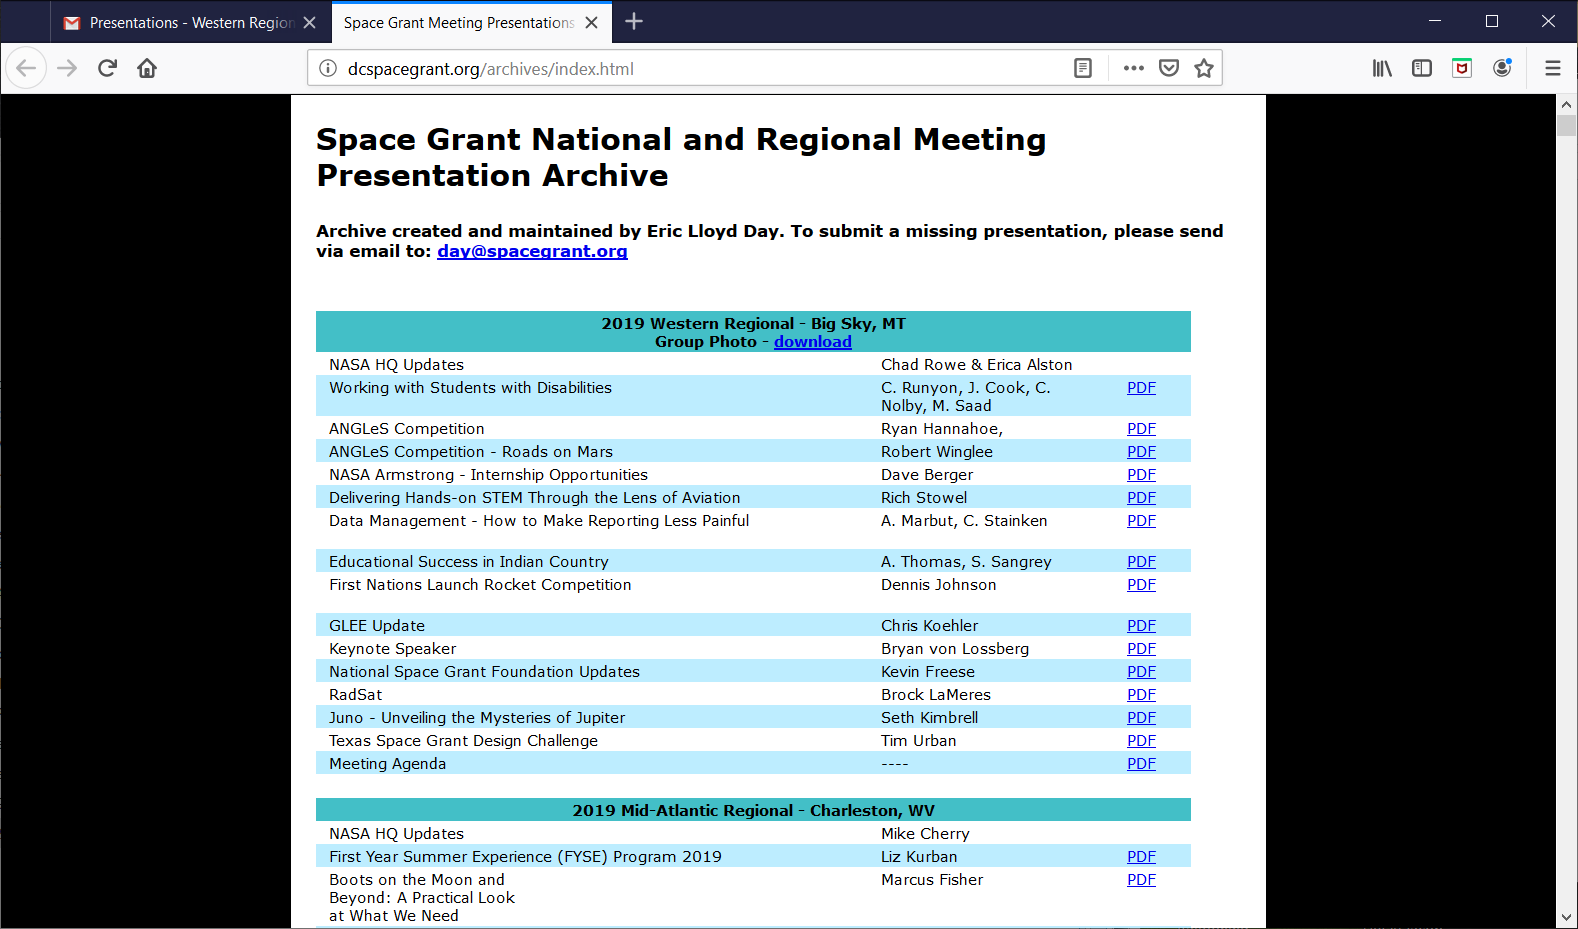 Presentations - Western Region
Space Grant Meeting Presentations
dcspacegrant.org/archives/index.html
Space Grant National and Regional Meeting
Presentation Archive
Archive created and maintained by Eric Lloyd Day. To submit a missing presentation, please send
via email to: day@spacegrant.org
2019 Western Regional - Big Sky, MT
Group Photo - download
NASA HQ Updates Chad Rowe & Erica Alston
Working with Students with Disabilities C. Runyon, J. Cook, C. PDF
Nolby, M. Saad
ANGLeS Competition Ryan Hannahoe, PDF
ANGLeS Competition - Roads on Mars Robert Winglee PDF
NASA Armstrong - Internship Opportunities Dave Berger PDF
Delivering Hands-on STEM Through the Lens of Aviation Rich Stowel PDF
Data Management - How to Make Reporting Less Painful A. Marbut, C. Stainken PDF
Educational Success in Indian Country A. Thomas, S. Sangrey PDF
First Nations Launch Rocket Competition Dennis Johnson PDF
GLEE Update Chris Koehler PDF
Keynote Speaker Bryan von Lossberg PDF
National Space Grant Foundation Updates Kevin Freese PDF
RadSat Brock LaMeres PDF
Juno - Unveiling the Mysteries of Jupiter Seth Kimbrell PDF
Texas Space Grant Design Challenge Tim Urban PDF
Meeting Agenda ---- PDF
2019 Mid-Atlantic Regional - Charleston, WV
NASA HQ Updates Mike Cherry
First Year Summer Experience (FYSE) Program 2019 Liz Kurban PDF
Boots on the Moon and Marcus Fisher PDF
Beyond: A Practical Look
at What We Need